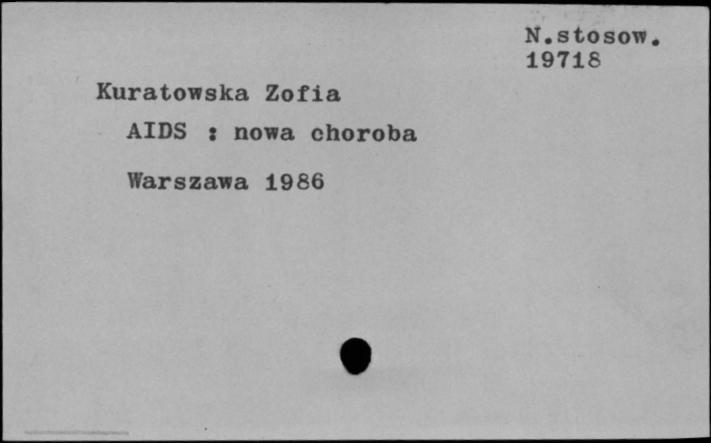 N.stosow.
19718
Kuratowska Zofia
AIDS : nowa choroba
Warszawa 1986